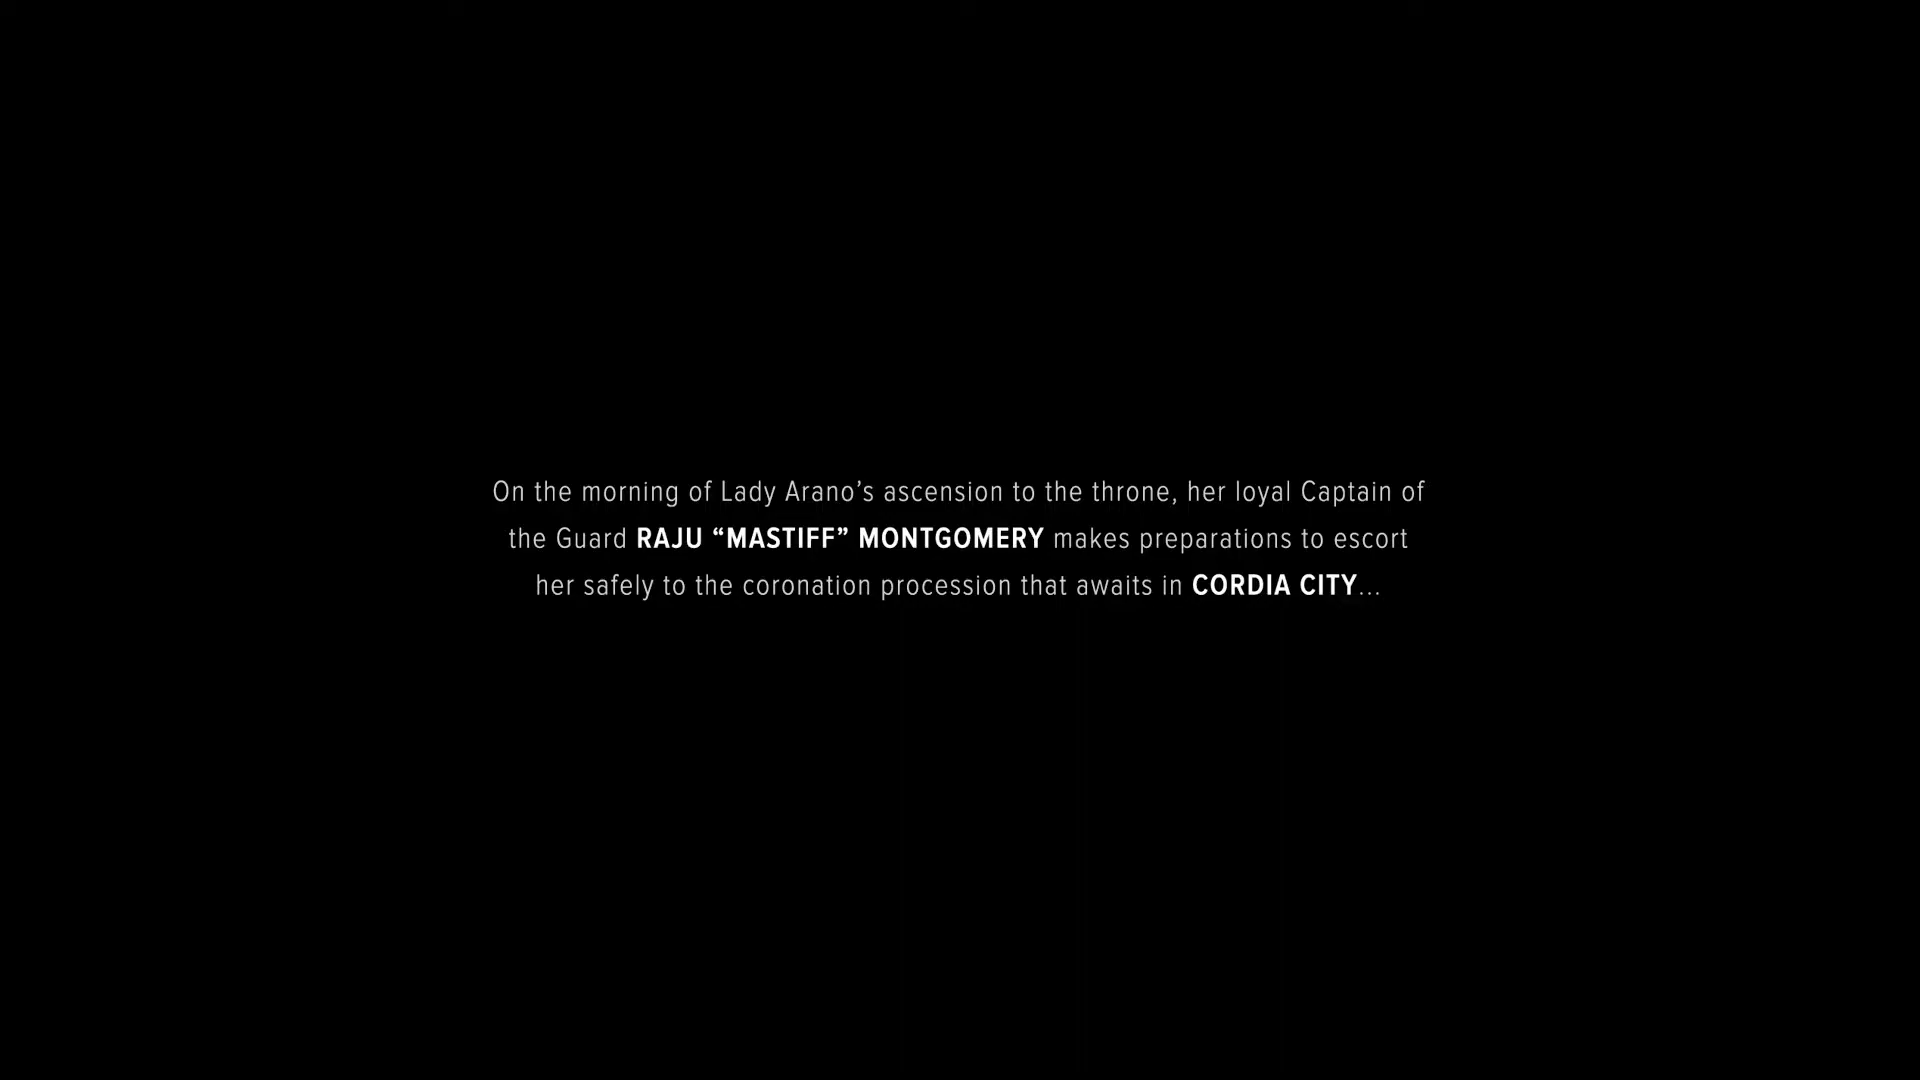 On the morning of Lady Arano’s ascension to the throne, her loyal Captain of
the Guard RAJU “MASTIFF” MONTGOMERY makes preparations to escort
her safely to the coronation procession that awaits in CORDIA CITY...